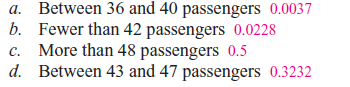 a. Between 36 and 40 passengers 0.0037
b. Fewer than 42 passengers 0.0228
c. More than 48 passengers 0.5
d. Between 43 and 47 passengers 0.3232